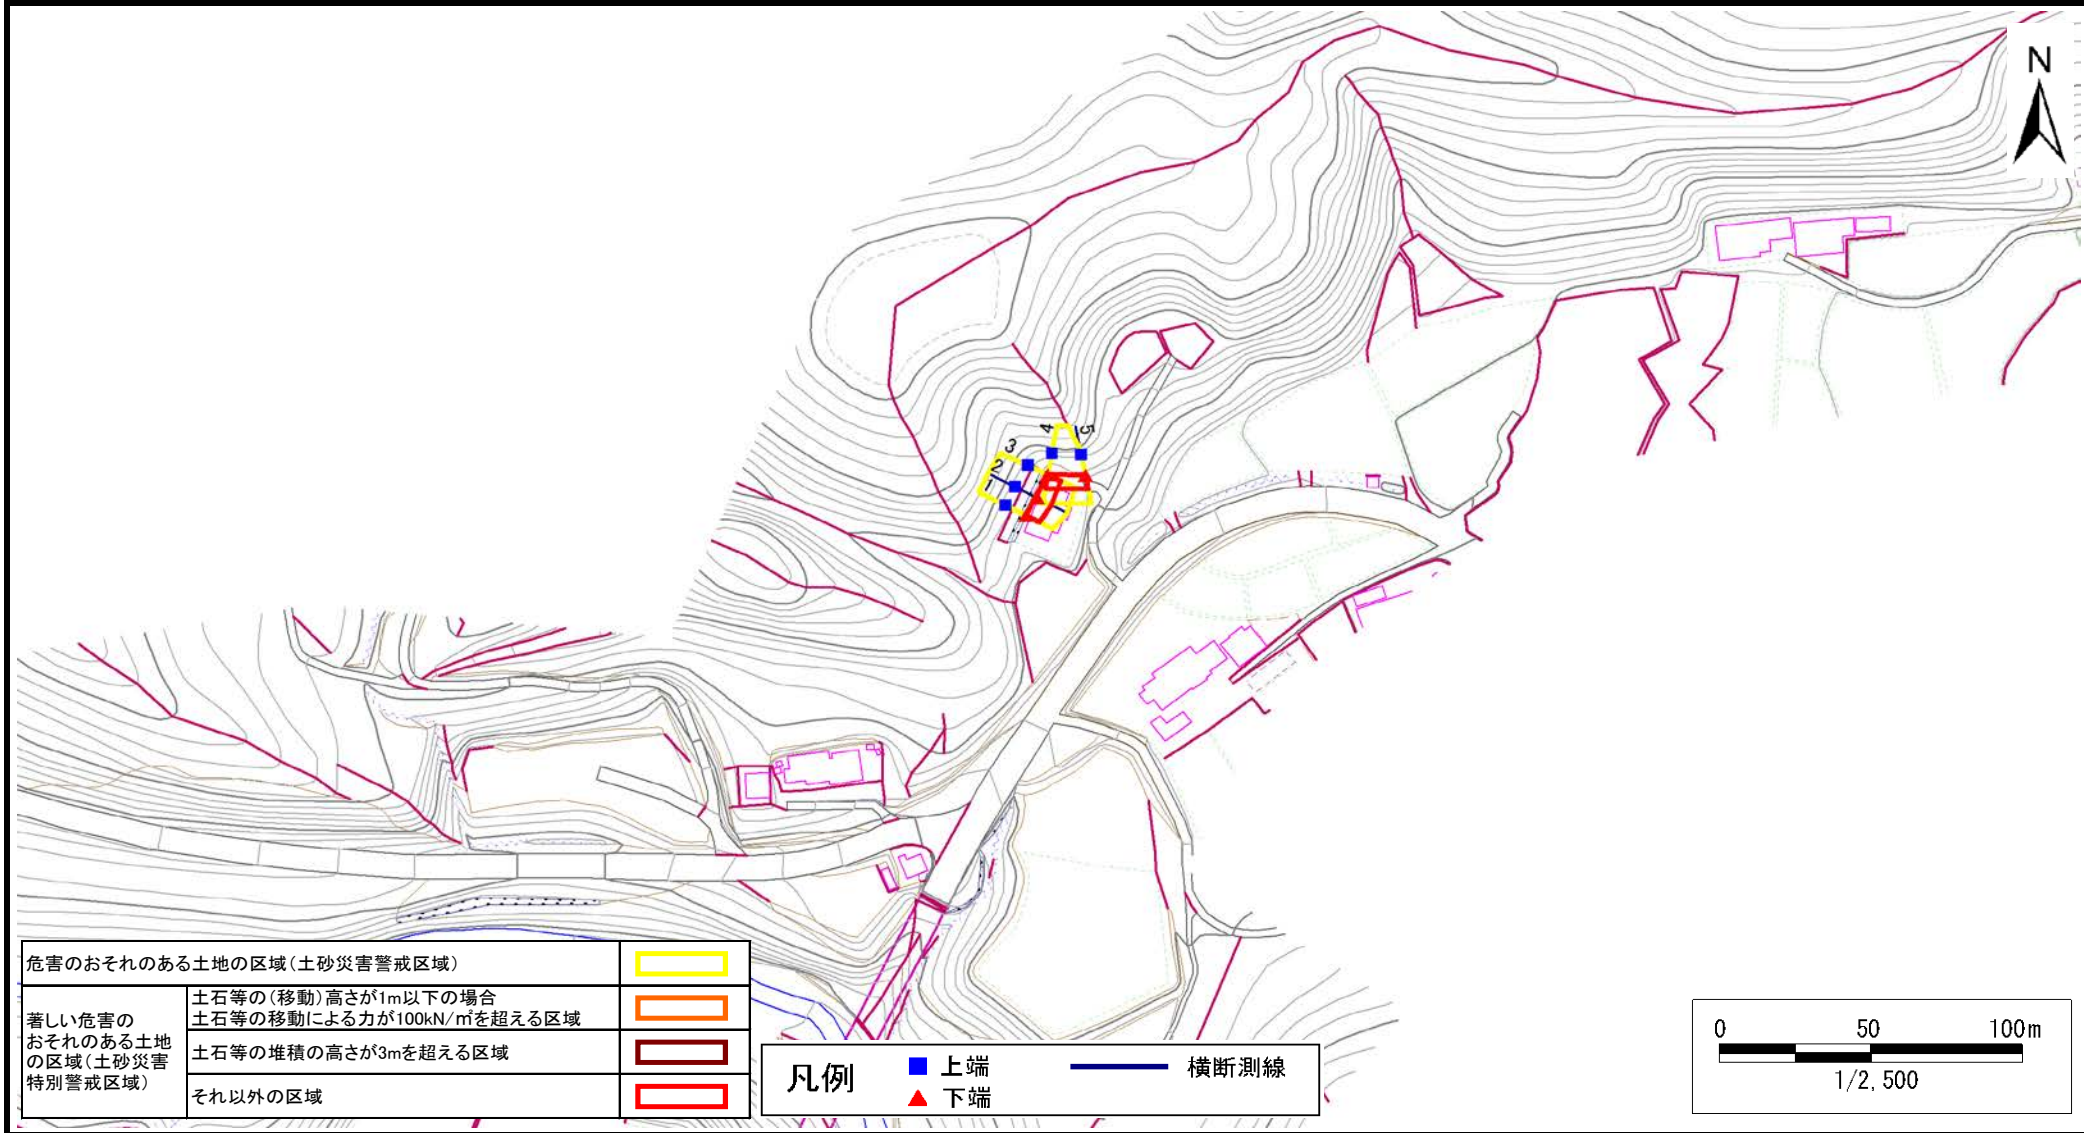 N
4
5
3
2
1
危害のおそれのある土地の区域(土砂災害警戒区域)
著しい危害の
おそれのある土地
の区域(土砂災害
特別警戒区域)
土石等の(移動)高さが1m以下の場合
土石等の移動による力が100kN/㎡を超える区域
土石等の堆積の高さが3mを超える区域
それ以外の区域
凡例
上端
下端
横断測線
0 50 100m
1/2,500